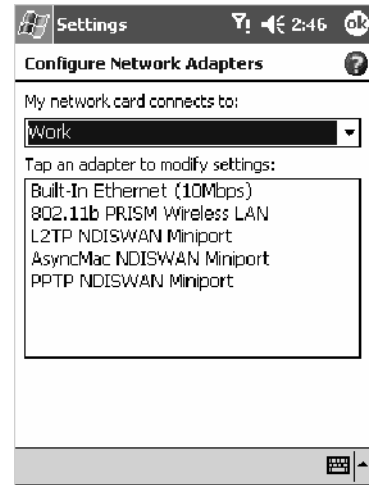 Settings 2:46 ok
Configure Network Adapters ?
My network card connects to:
Work
Tap an adapter to modify settings:
Built-In Ethernet (10Mbps)
802.11b PRISM Wireless LAN
L2TP NDISWAN Miniport
AsyncMac NDISWAN Miniport
PPTP NDISWAN Miniport